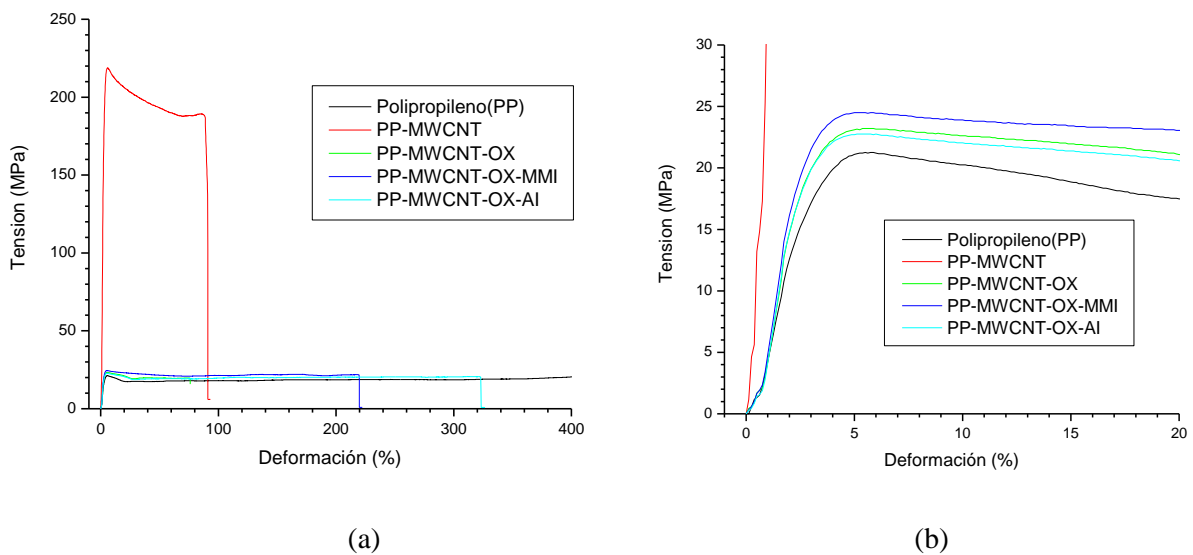 250
200
150
100
50
0
Tension (MPa)
0 100 200 300 400
Deformación (%)
Polipropileno(PP)
PP-MWCNT
PP-MWCNT-OX
PP-MWCNT-OX-MMI
PP-MWCNT-OX-AI
(a)
30
25
20
15
10
5
0
Tension (MPa)
0 5 10 15 20
Deformación (%)
Polipropileno(PP)
PP-MWCNT
PP-MWCNT-OX
PP-MWCNT-OX-MMI
PP-MWCNT-OX-AI
(b)